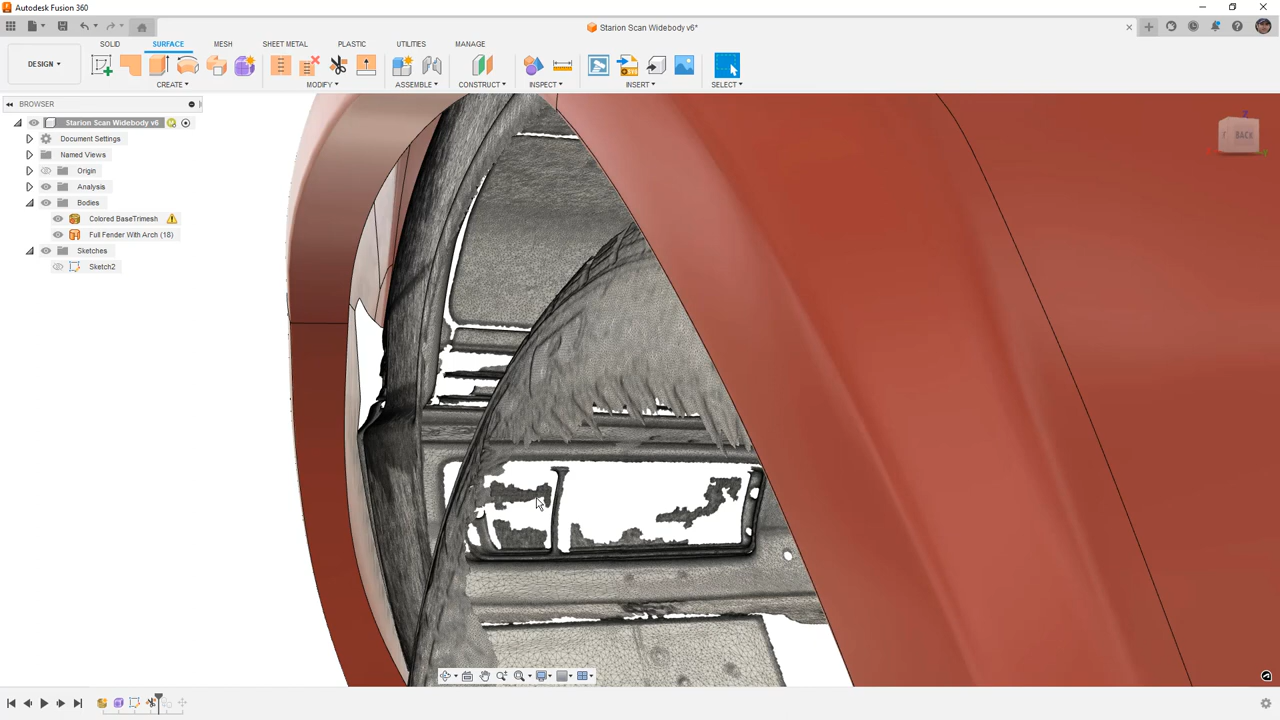 Autodesk Fusion 360
Starion Scan Widebody v6*
DESIGN
SOLID
SURFACE
MESH
SHEET METAL
PLASTIC
UTILITIES
MANAGE
CREATE
MODIFY
ASSEMBLE
CONSTRUCT
INSPECT
INSERT
SELECT
BROWSER
Starion Scan Widebody v6
Document Settings
Named Views
Origin
Analysis
Bodies
Colored BaseTrimesh
Full Fender With Arch (18)
Sketches
Sketch2
BACK